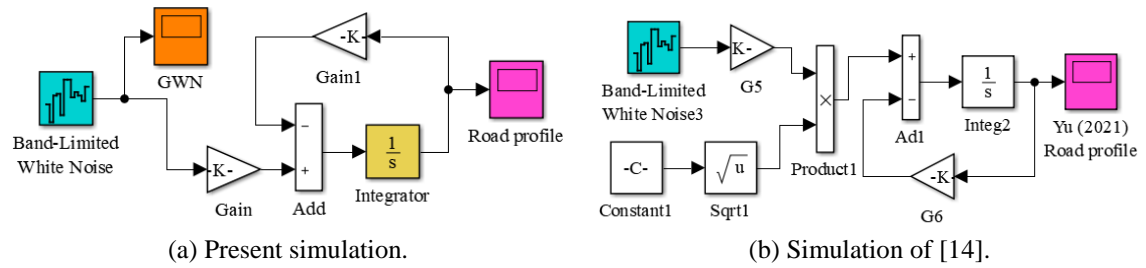 -K-
Gain1
GWN
Band-Limited
White Noise
-K-
Gain
−
+
Add
1
s
Integrator
Road profile
(a) Present simulation.
Band-Limited
White Noise3
K-
G5
-C-
Constant1
√u
Sqrt1
×
Product1
+
−
Ad1
1
s
Integ2
Yu (2021)
Road profile
-K
G6
(b) Simulation of [14].